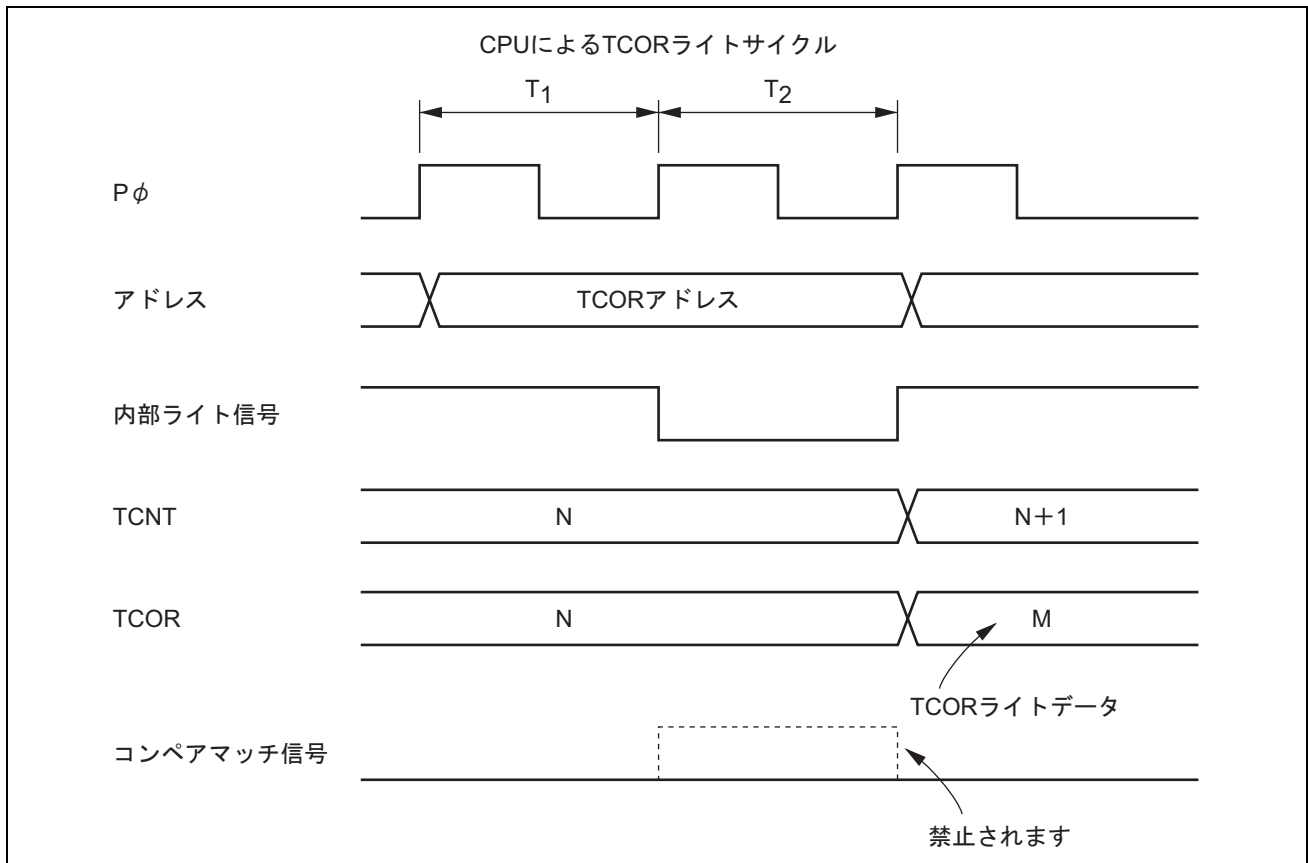 CPUによるTCORライトサイクル
T1 T2
Pφ
アドレス TCORアドレス
内部ライト信号
TCNT N N+1
TCOR N M
TCORライトデータ
コンペアマッチ信号
禁止されます